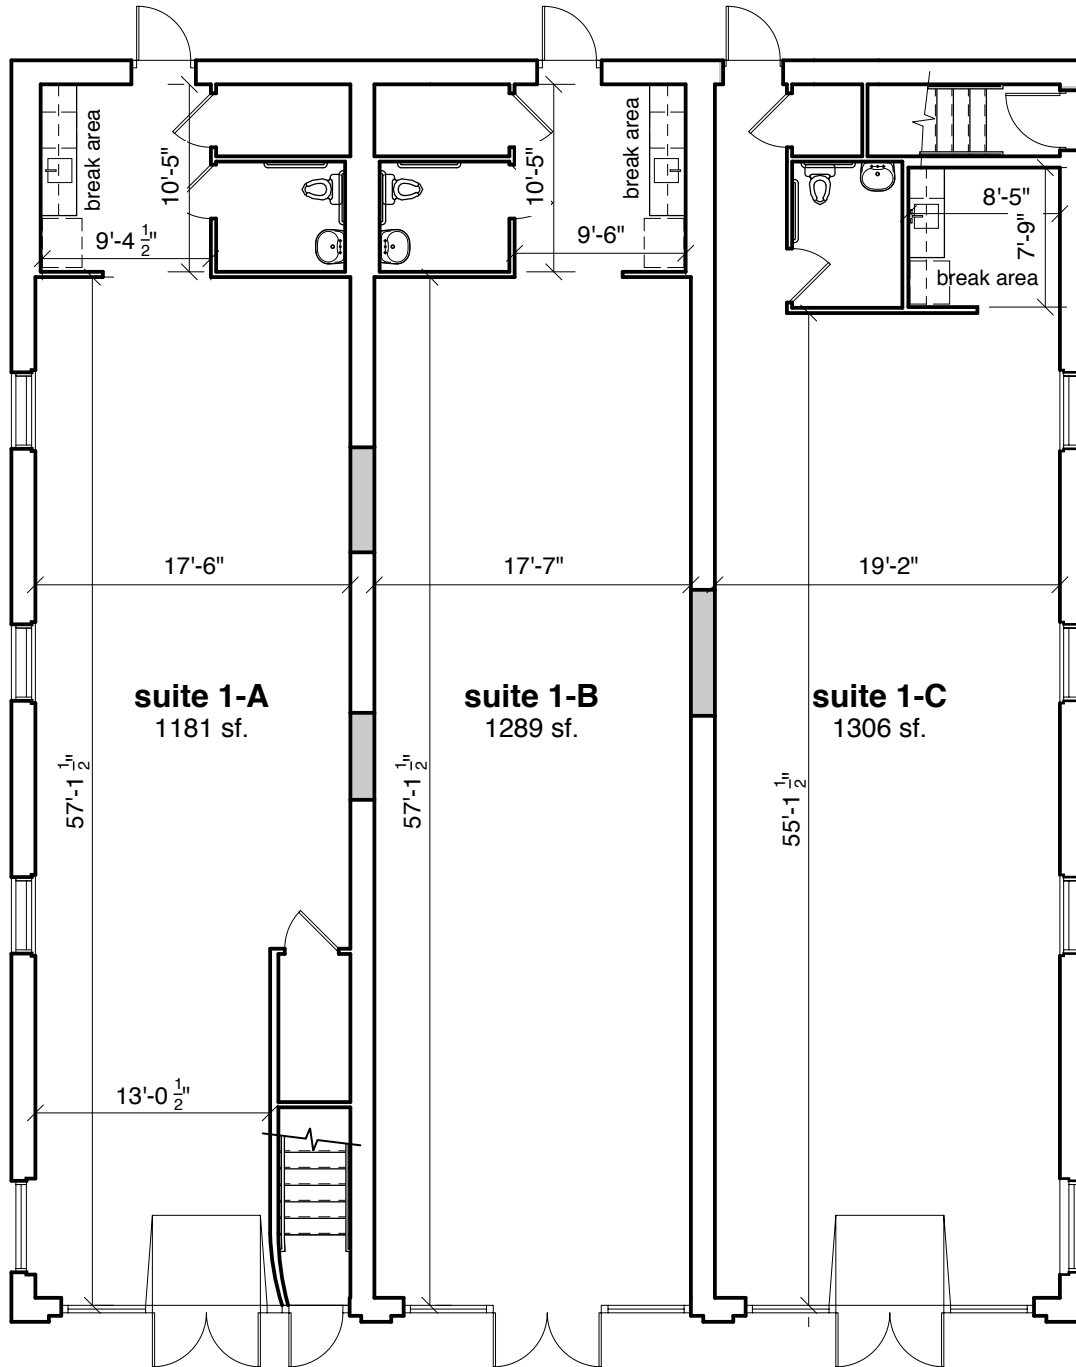 break area
10'-5"
9'-4 1/2"
break area
10'-5"
9'-6"
8'-5"
7'-9"
break area
17'-6"
17'-7"
19'-2"
suite 1-A
1181 sf.
suite 1-B
1289 sf.
suite 1-C
1306 sf.
57'-1 1/2"
57'-1 1/2"
55'-1 1/2"
13'-0 1/2"